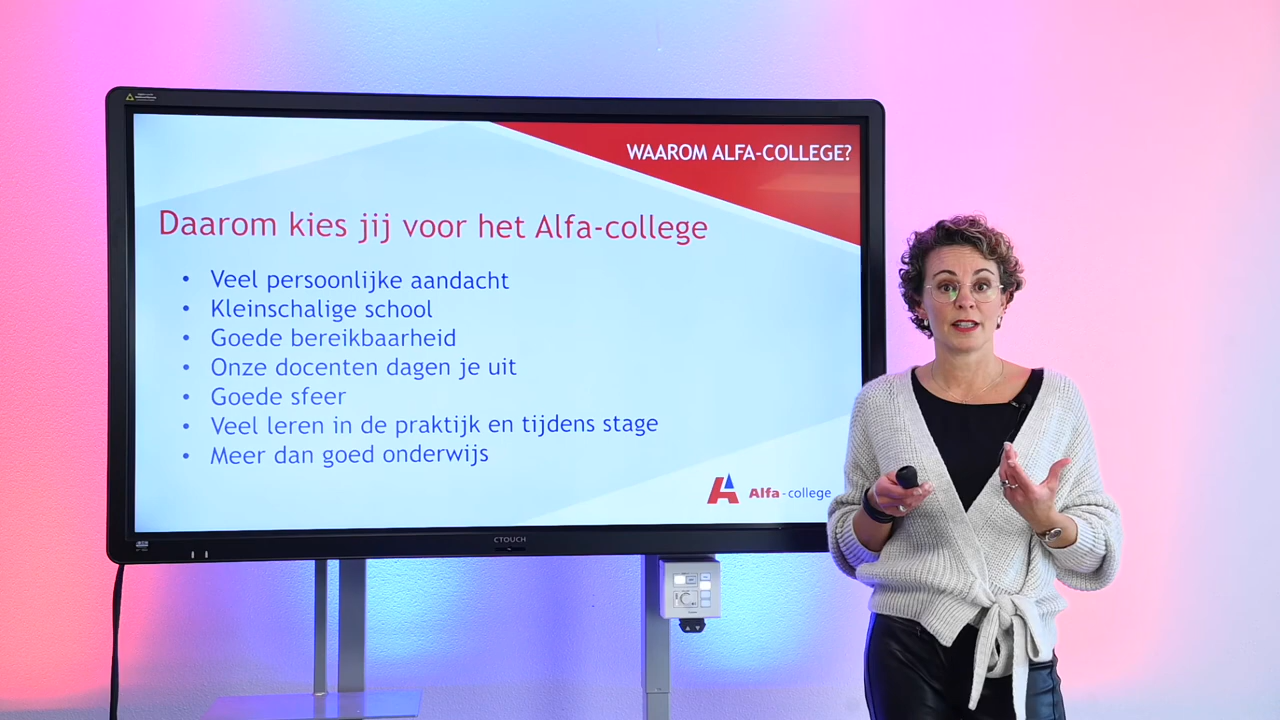 WAAROM ALFA-COLLEGE?
Daarom kies jij voor het Alfa-college
• Veel persoonlijke aandacht
• Kleinschalige school
• Goede bereikbaarheid
• Onze docenten dagen je uit
• Goede sfeer
• Veel leren in de praktijk en tijdens stage
• Meer dan goed onderwijs
Alfa-college
CTOUCH